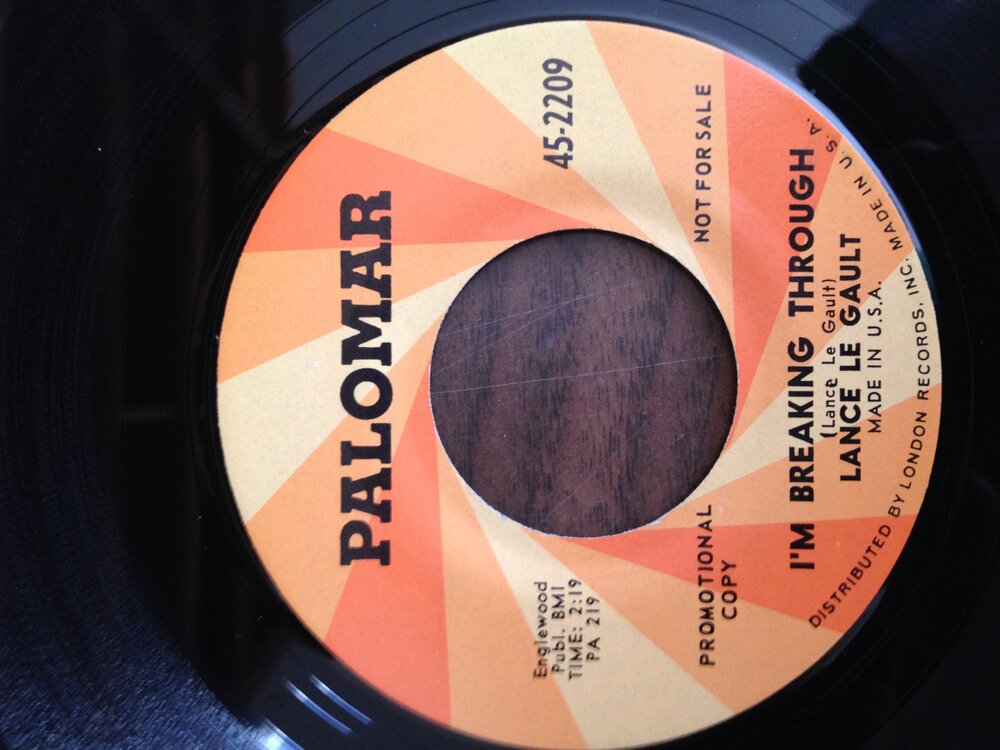 PALOMAR
45-2209
Englewood
Publ. BMI
TIME: 2:19
PA 219
PROMOTIONAL
COPY
NOT FOR SALE
I'M BREAKING THROUGH
(Lance Le Gault)
LANCE LE GAULT
MADE IN U.S.A.
DISTRIBUTED BY LONDON RECORDS, INC. MADE IN U.S.A.